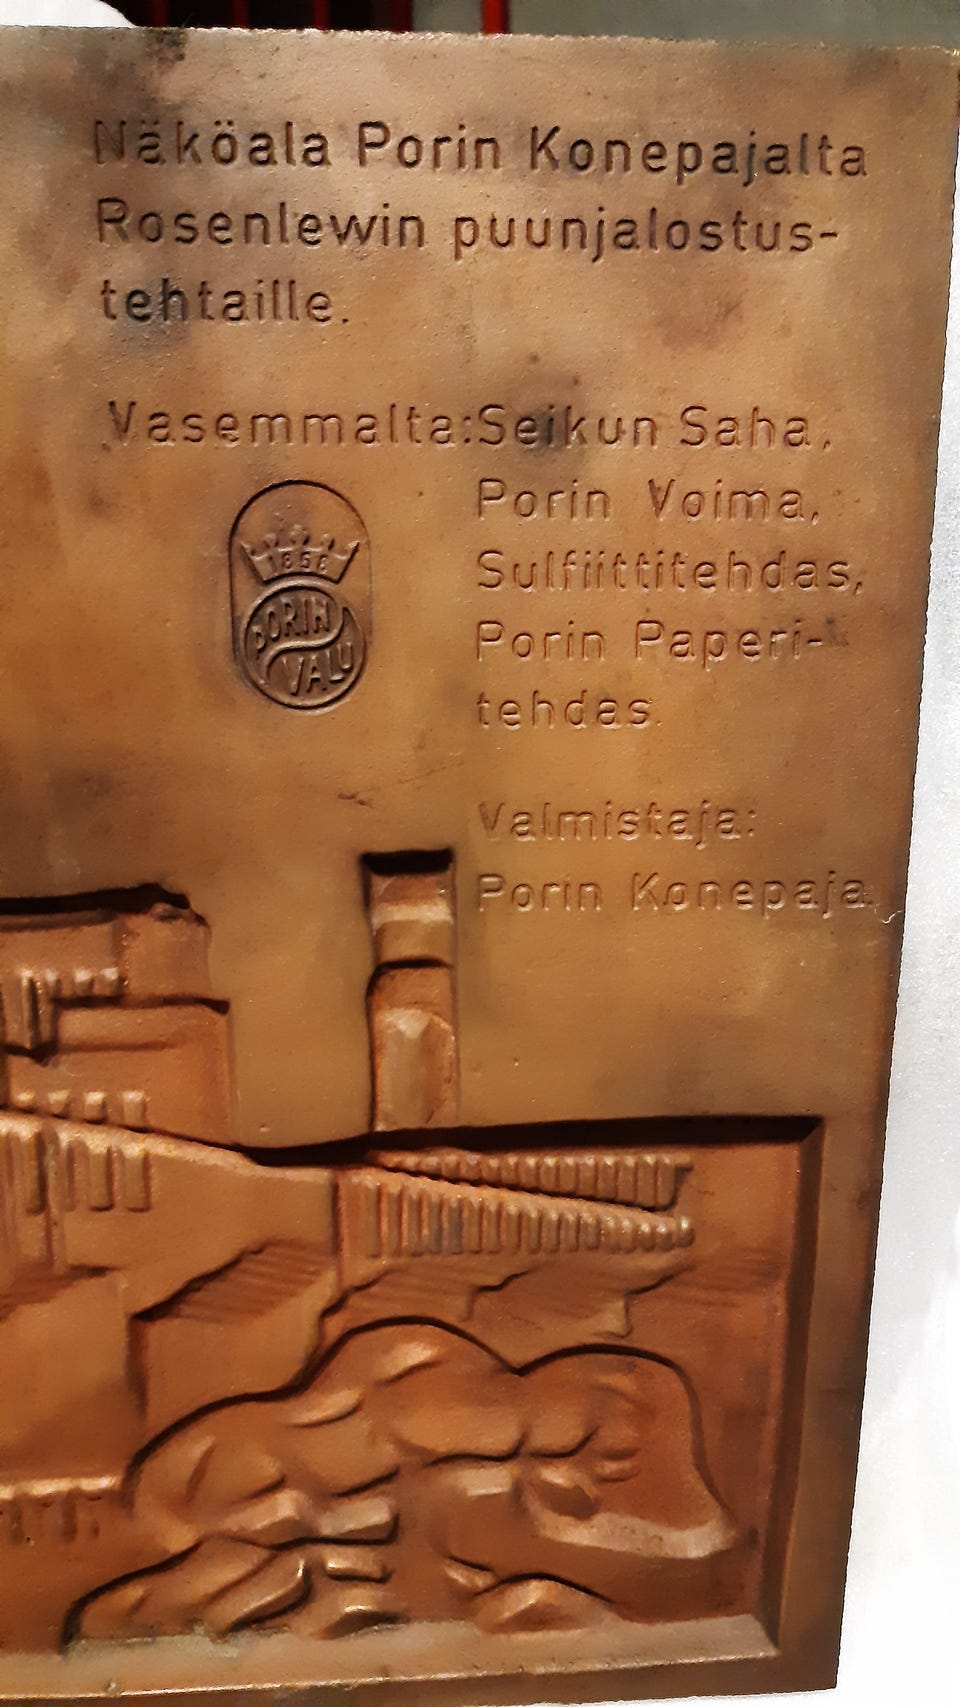 Näköala Porin Konepajalta
Rosenlewin puunjalostus-
tehtaille.
Vasemmalta: Seikun Saha,
Porin Voima,
Sulfiittitehdas,
Porin Paperi-
tehdas.
1858
PORIN
VALU
Valmistaja:
Porin Konepaja.